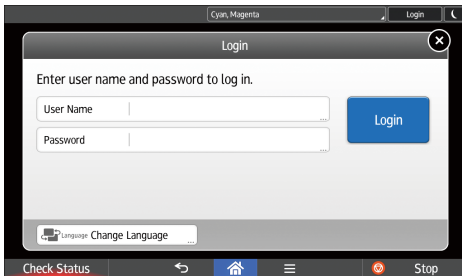 Cyan, Magenta
Login
Login
Enter user name and password to log in.
User Name
...
Login
Password
...
Language Change Language
...
Check Status
Stop